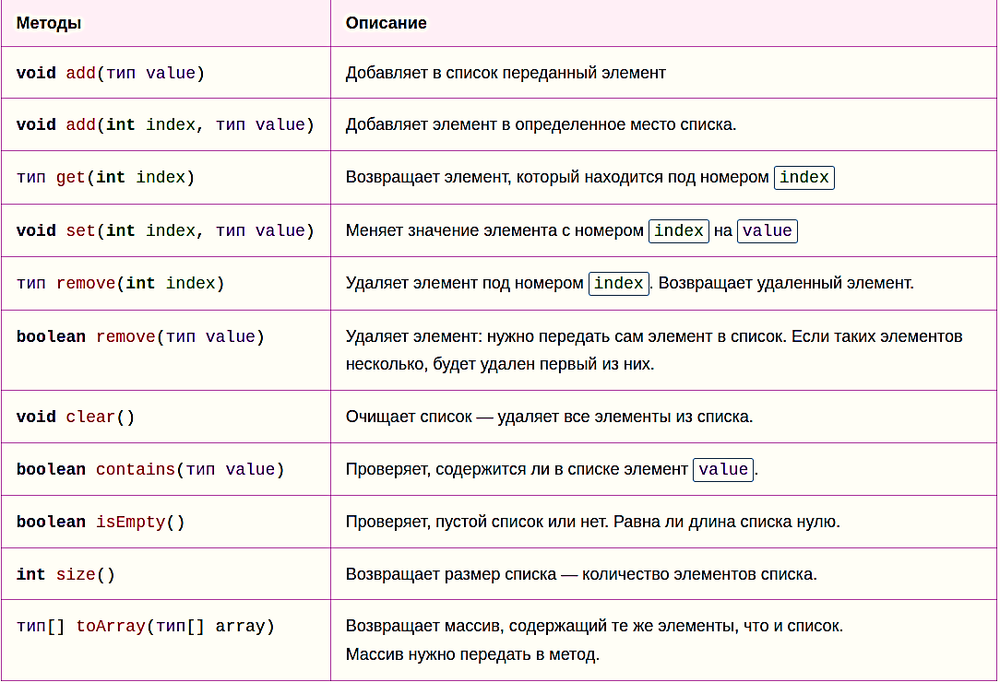 Методы Описание
void add(тип value) Добавляет в список переданный элемент
void add(int index, тип value) Добавляет элемент в определенное место списка.
тип get(int index) Возвращает элемент, который находится под номером index
void set(int index, тип value) Меняет значение элемента с номером index на value
тип remove(int index) Удаляет элемент под номером index. Возвращает удаленный элемент.
boolean remove(тип value) Удаляет элемент: нужно передать сам элемент в список. Если таких элементов
несколько, будет удален первый из них.
void clear() Очищает список — удаляет все элементы из списка.
boolean contains(тип value) Проверяет, содержится ли в списке элемент value.
boolean isEmpty() Проверяет, пустой список или нет. Равна ли длина списка нулю.
int size() Возвращает размер списка — количество элементов списка.
тип[] toArray(тип[] array) Возвращает массив, содержащий те же элементы, что и список.
Массив нужно передать в метод.